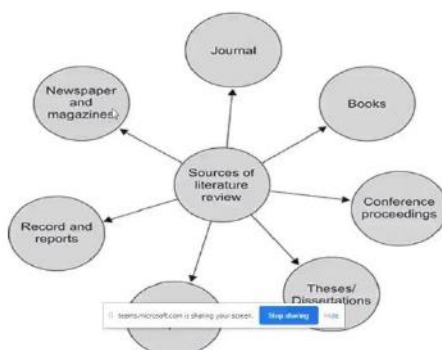 Journal
Newspaper
and
magazines
Books
Sources of
literature
review
Conference
proceedings
Record and
reports
Theses/
Dissertations
teams.microsoft.com is sharing your screen.
Stop sharing
Hide